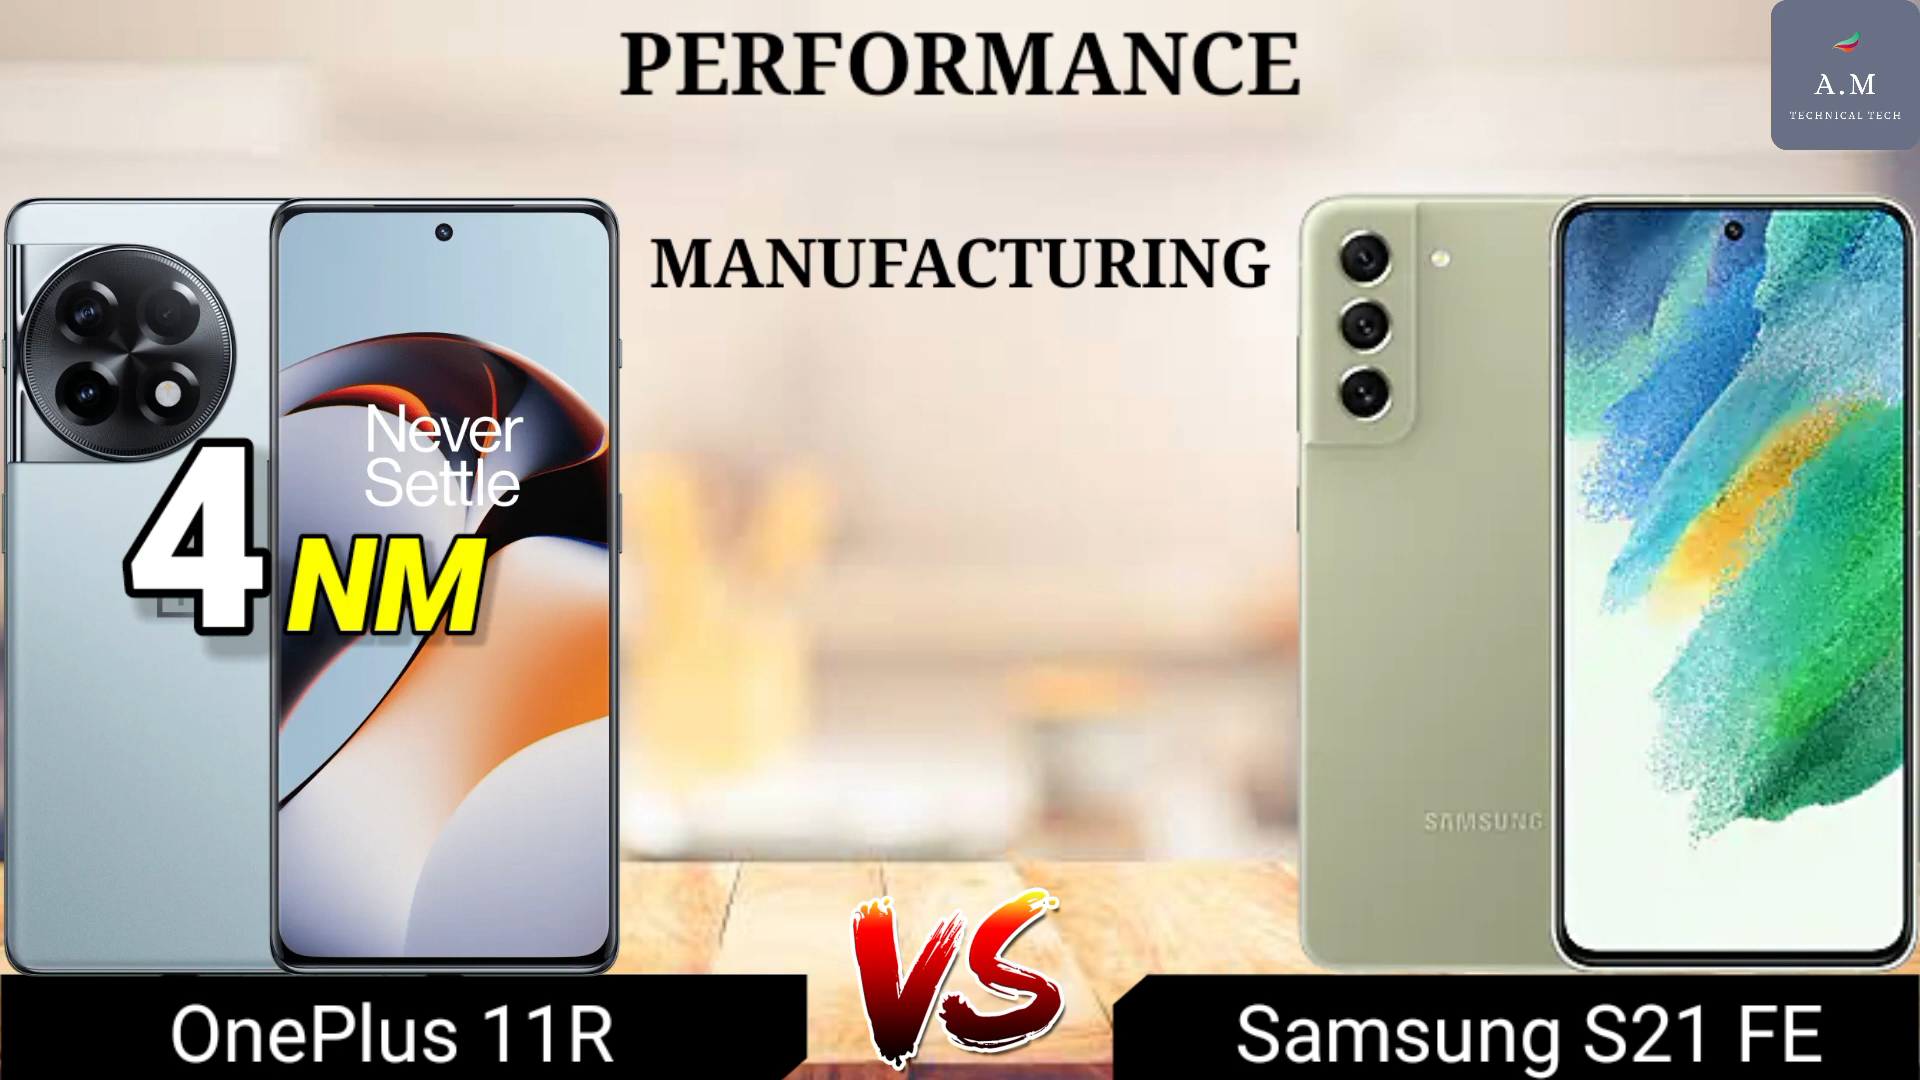 PERFORMANCE
A.M
TECHNICAL TECH
MANUFACTURING
Never
Settle
4 NM
SAMSUNG
VS
OnePlus 11R
Samsung S21 FE